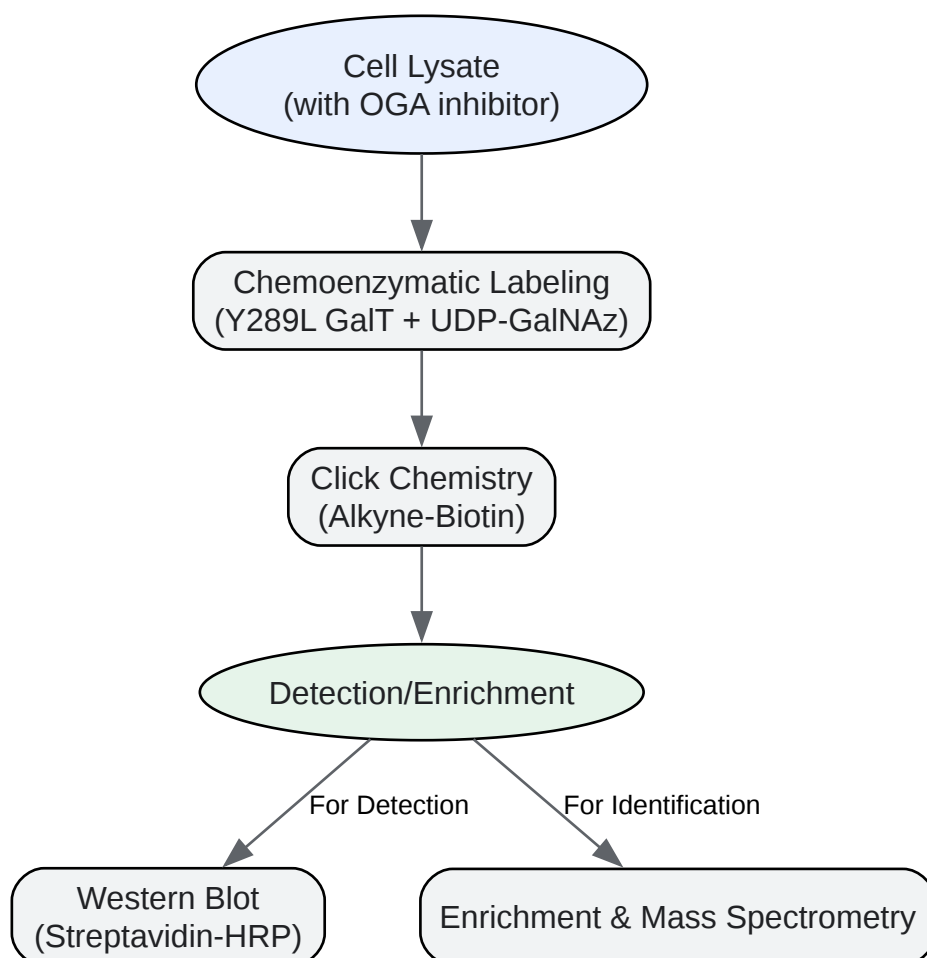 Cell Lysate
(with OGA inhibitor)
Chemoenzymatic Labeling
(Y289L GalT + UDP-GalNAz)
Click Chemistry
(Alkyne-Biotin)
Detection/Enrichment
For Detection
For Identification
Western Blot
(Streptavidin-HRP)
Enrichment & Mass Spectrometry